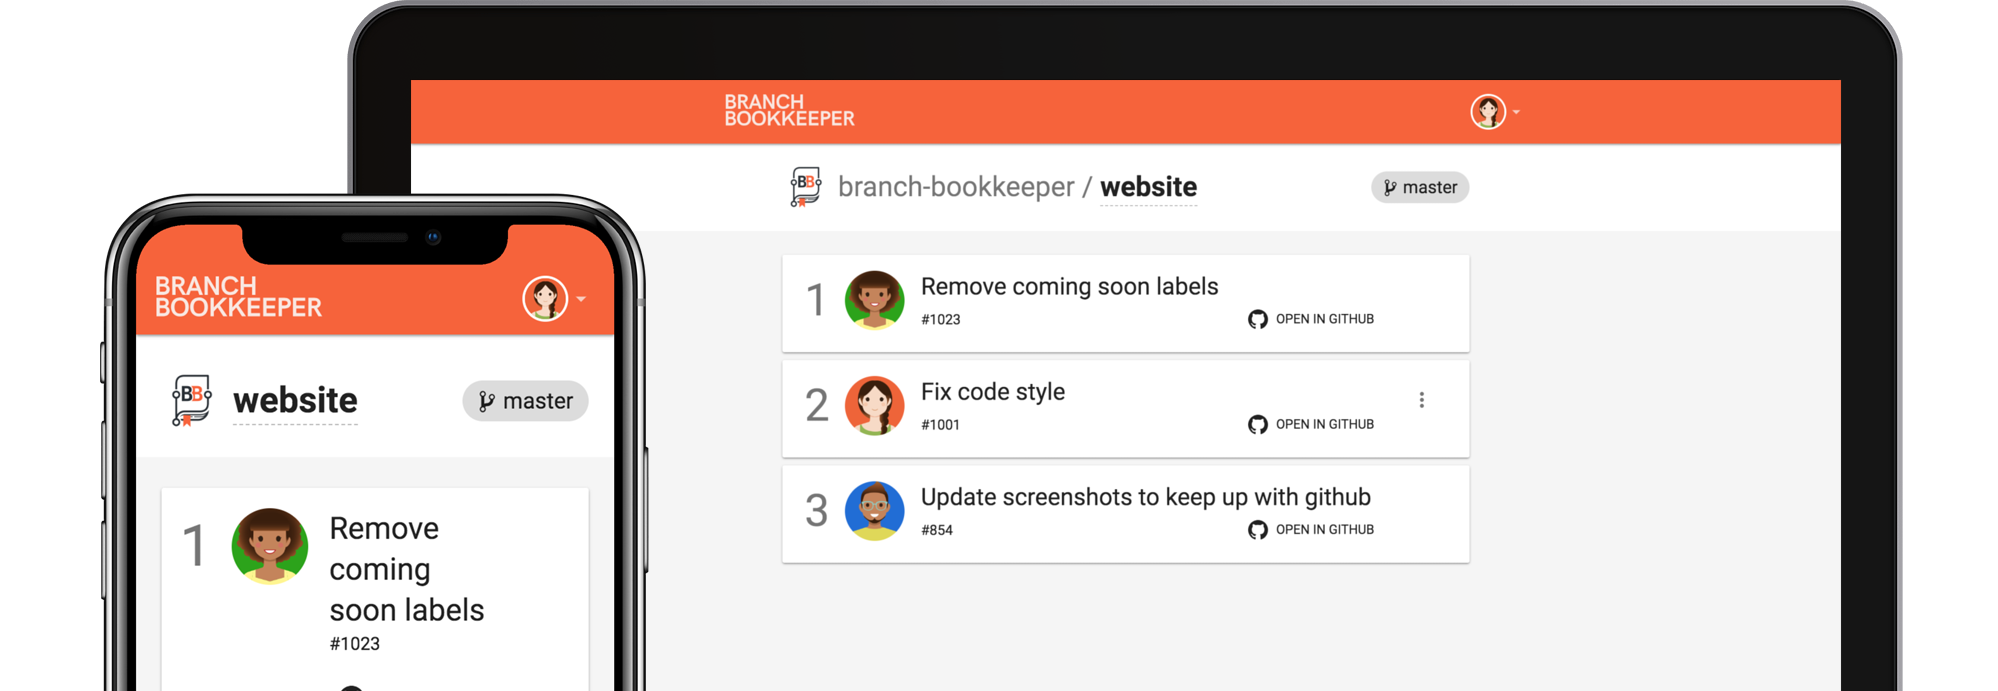 BRANCH
BOOKKEEPER
BB
branch-bookkeeper / website
master
1
Remove coming soon labels
#1023
OPEN IN GITHUB
2
Fix code style
#1001
OPEN IN GITHUB
3
Update screenshots to keep up with github
#854
OPEN IN GITHUB
BRANCH
BOOKKEEPER
BB
website
master
1
Remove
coming
soon labels
#1023